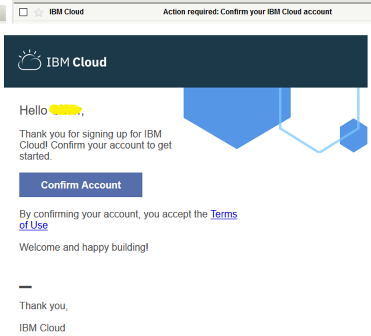 IBM Cloud Action required: Confirm your IBM Cloud account
IBM Cloud
Hello ,
Thank you for signing up for IBM
Cloud! Confirm your account to get
started.
Confirm Account
By confirming your account, you accept the Terms
of Use
Welcome and happy building!
Thank you,
IBM Cloud